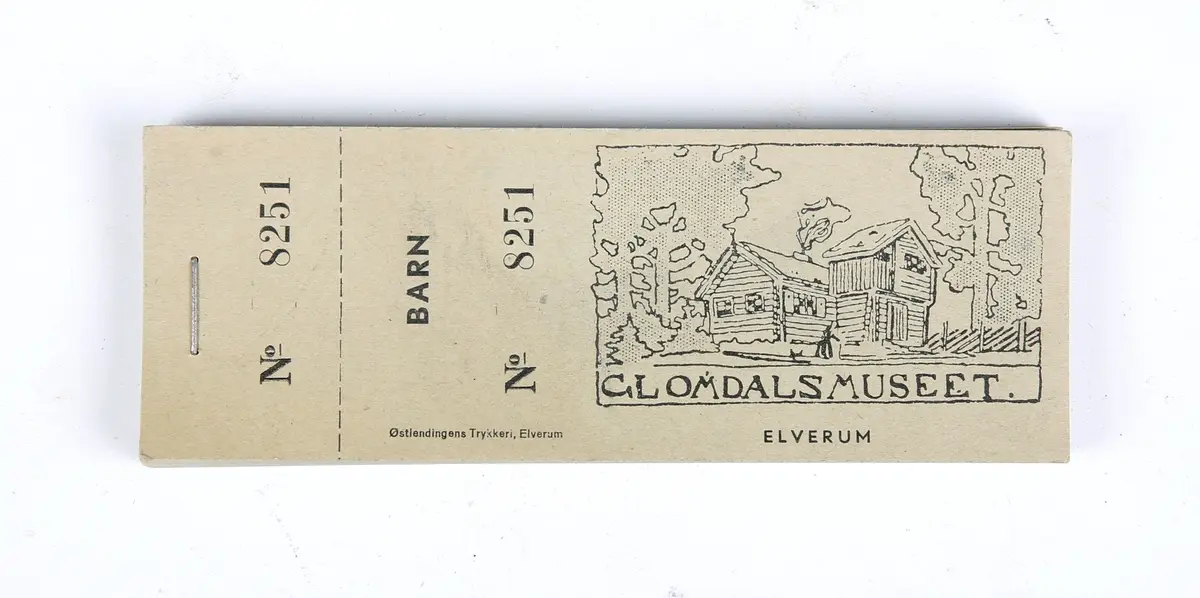 Nº 8251
BARN
Nº 8251
Østlendingens Trykkeri, Elverum
GLOMDALSMUSEET.
ELVERUM